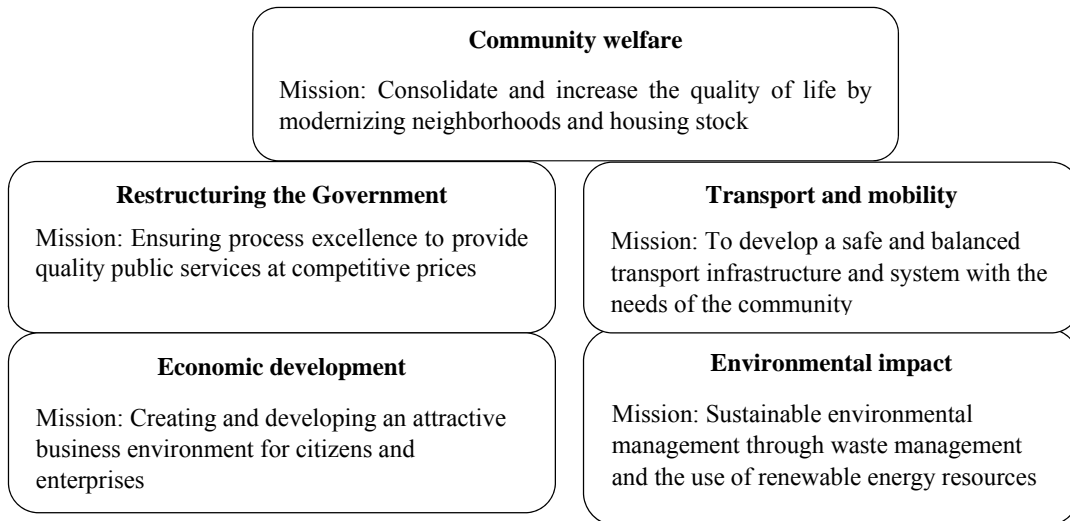 Community welfare
Mission: Consolidate and increase the quality of life by
modernizing neighborhoods and housing stock
Restructuring the Government
Mission: Ensuring process excellence to provide
quality public services at competitive prices
Transport and mobility
Mission: To develop a safe and balanced
transport infrastructure and system with the
needs of the community
Economic development
Mission: Creating and developing an attractive
business environment for citizens and
enterprises
Environmental impact
Mission: Sustainable environmental
management through waste management
and the use of renewable energy resources